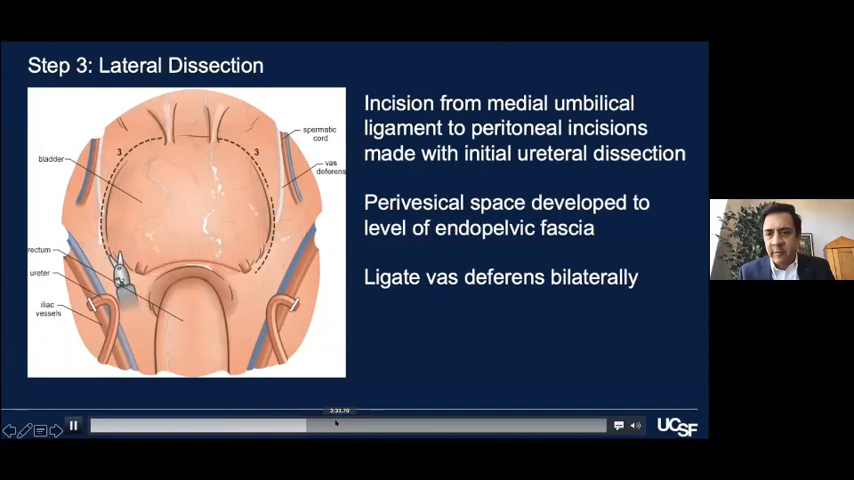 Step 3: Lateral Dissection
spermatic
cord
bladder
3
3
vas
deferens
rectum
ureter
iliac
vessels
Incision from medial umbilical
ligament to peritoneal incisions
made with initial ureteral dissection
Perivesical space developed to
level of endopelvic fascia
Ligate vas deferens bilaterally
3:33.70
UCSF